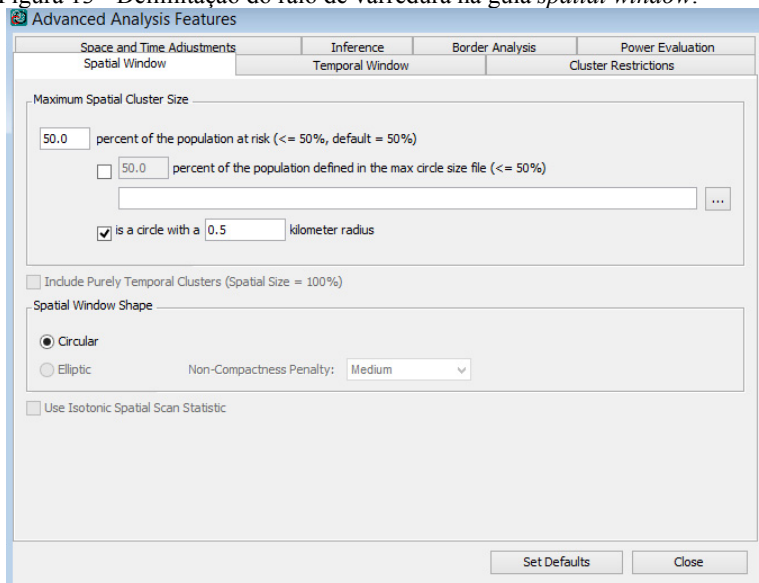 Figura 15 - Delimitação do raio de varredura na guia spatial window.
Advanced Analysis Features
Space and Time Adjustments Inference Border Analysis Power Evaluation
Spatial Window Temporal Window Cluster Restrictions
Maximum Spatial Cluster Size
50.0 percent of the population at risk (<= 50%, default = 50%)
50.0 percent of the population defined in the max circle size file (<= 50%)
...
is a circle with a 0.5 kilometer radius
Include Purely Temporal Clusters (Spatial Size = 100%)
Spatial Window Shape
Circular
Elliptic Non-Compactness Penalty: Medium
Use Isotonic Spatial Scan Statistic
Set Defaults Close